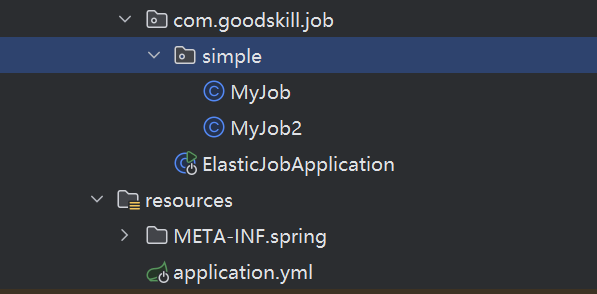 com.goodskill.job
simple
MyJob
MyJob2
ElasticJobApplication
resources
META-INF.spring
application.yml